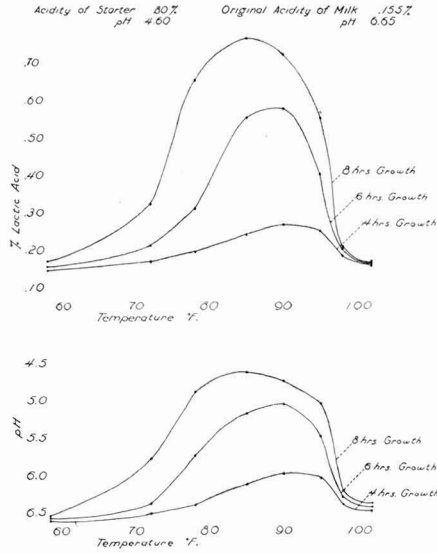 Acidity of Starter .80% Original Acidity of Milk .155%
pH 4.60 pH 6.65
.70
.60
.50
.40
.30
.20
.10
% Lactic Acid
8 hrs. Growth
6 hrs. Growth
4 hrs. Growth
60 70 80 90 100
Temperature °F.
4.5
5.0
5.5
6.0
6.5
pH
8 hrs. Growth
6 hrs. Growth
4 hrs. Growth
60 70 80 90 100
Temperature °F.